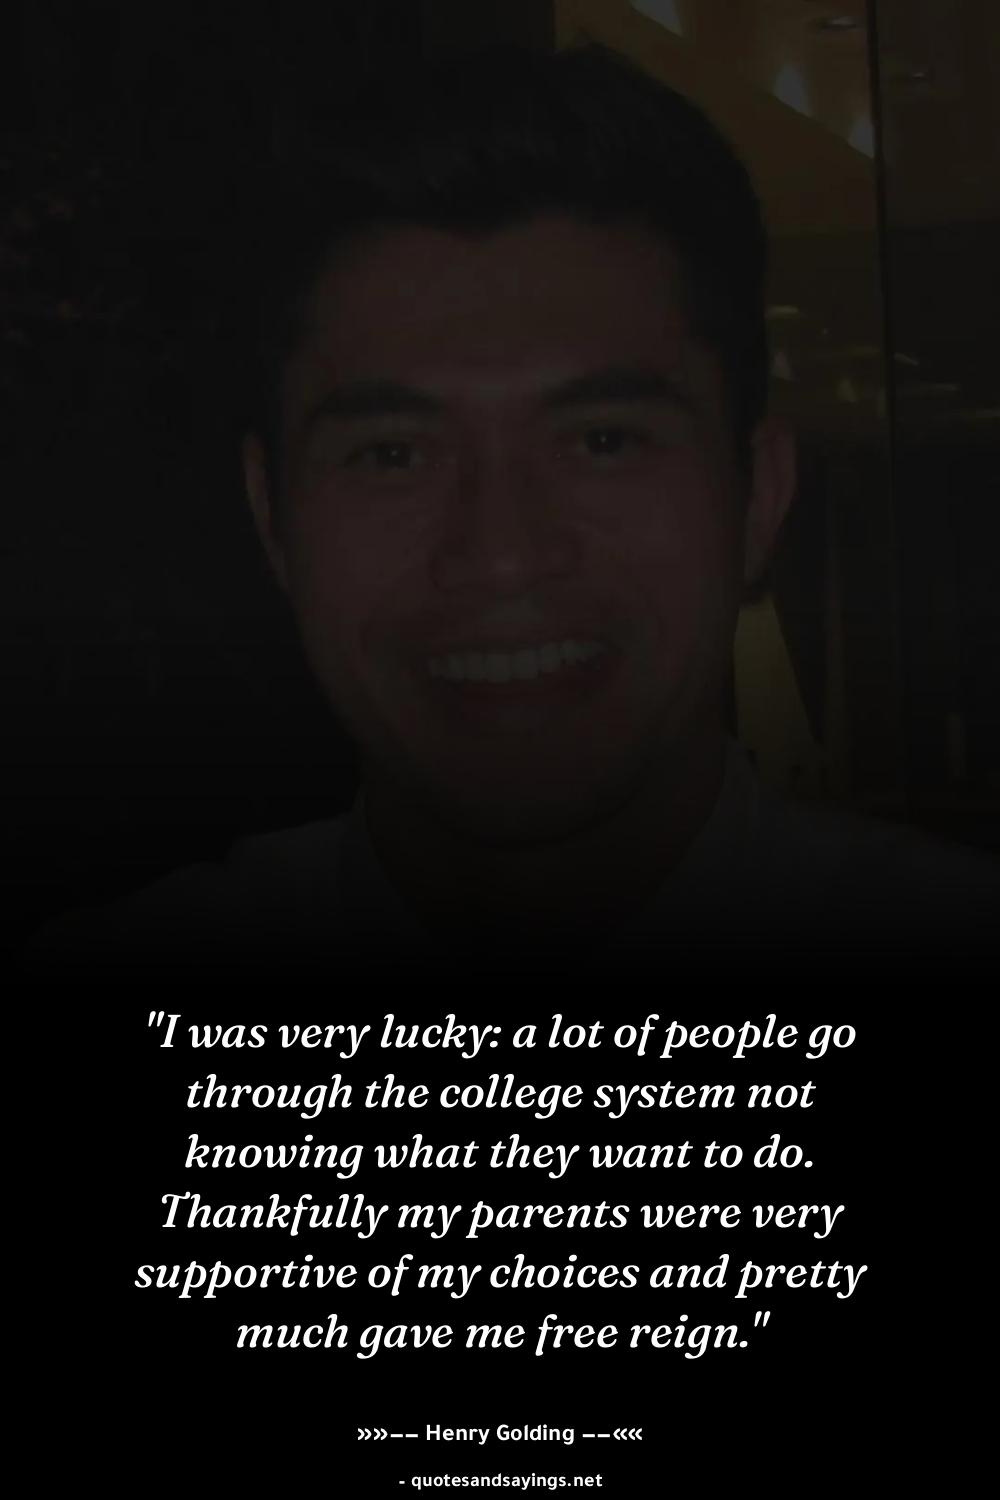 "I was very lucky: a lot of people go
through the college system not
knowing what they want to do.
Thankfully my parents were very
supportive of my choices and pretty
much gave me free reign."
»»–– Henry Golding ––««
- quotesandsayings.net